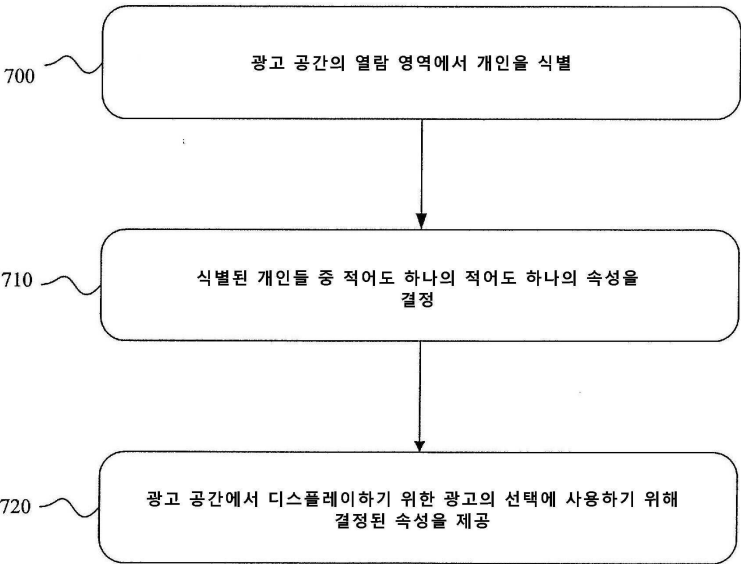 700
광고 공간의 열람 영역에서 개인을 식별
710
식별된 개인들 중 적어도 하나의 적어도 하나의 속성을
결정
720
광고 공간에서 디스플레이하기 위한 광고의 선택에 사용하기 위해
결정된 속성을 제공